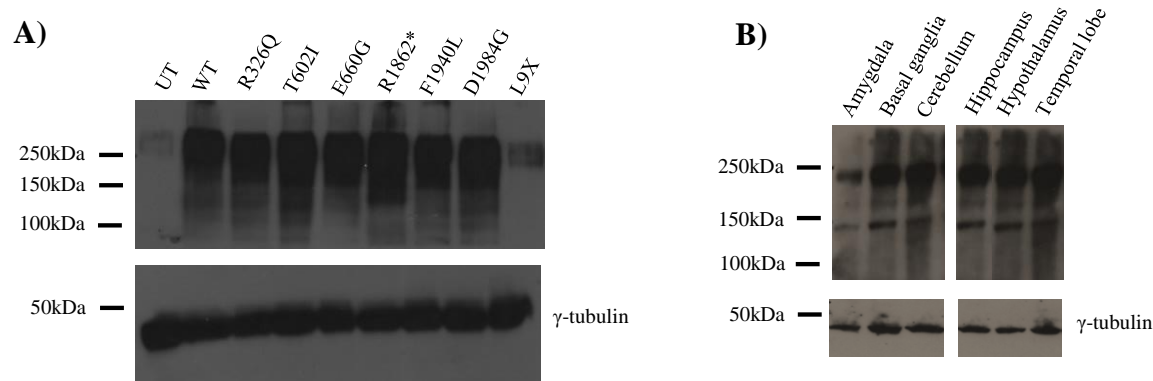 A)
UT WT R326Q T602I E660G R1862* F1940L D1984G L9X
250kDa
150kDa
100kDa
50kDa
γ-tubulin
B)
Amygdala Basal ganglia Cerebellum Hippocampus Hypothalamus Temporal lobe
250kDa
150kDa
100kDa
50kDa
γ-tubulin